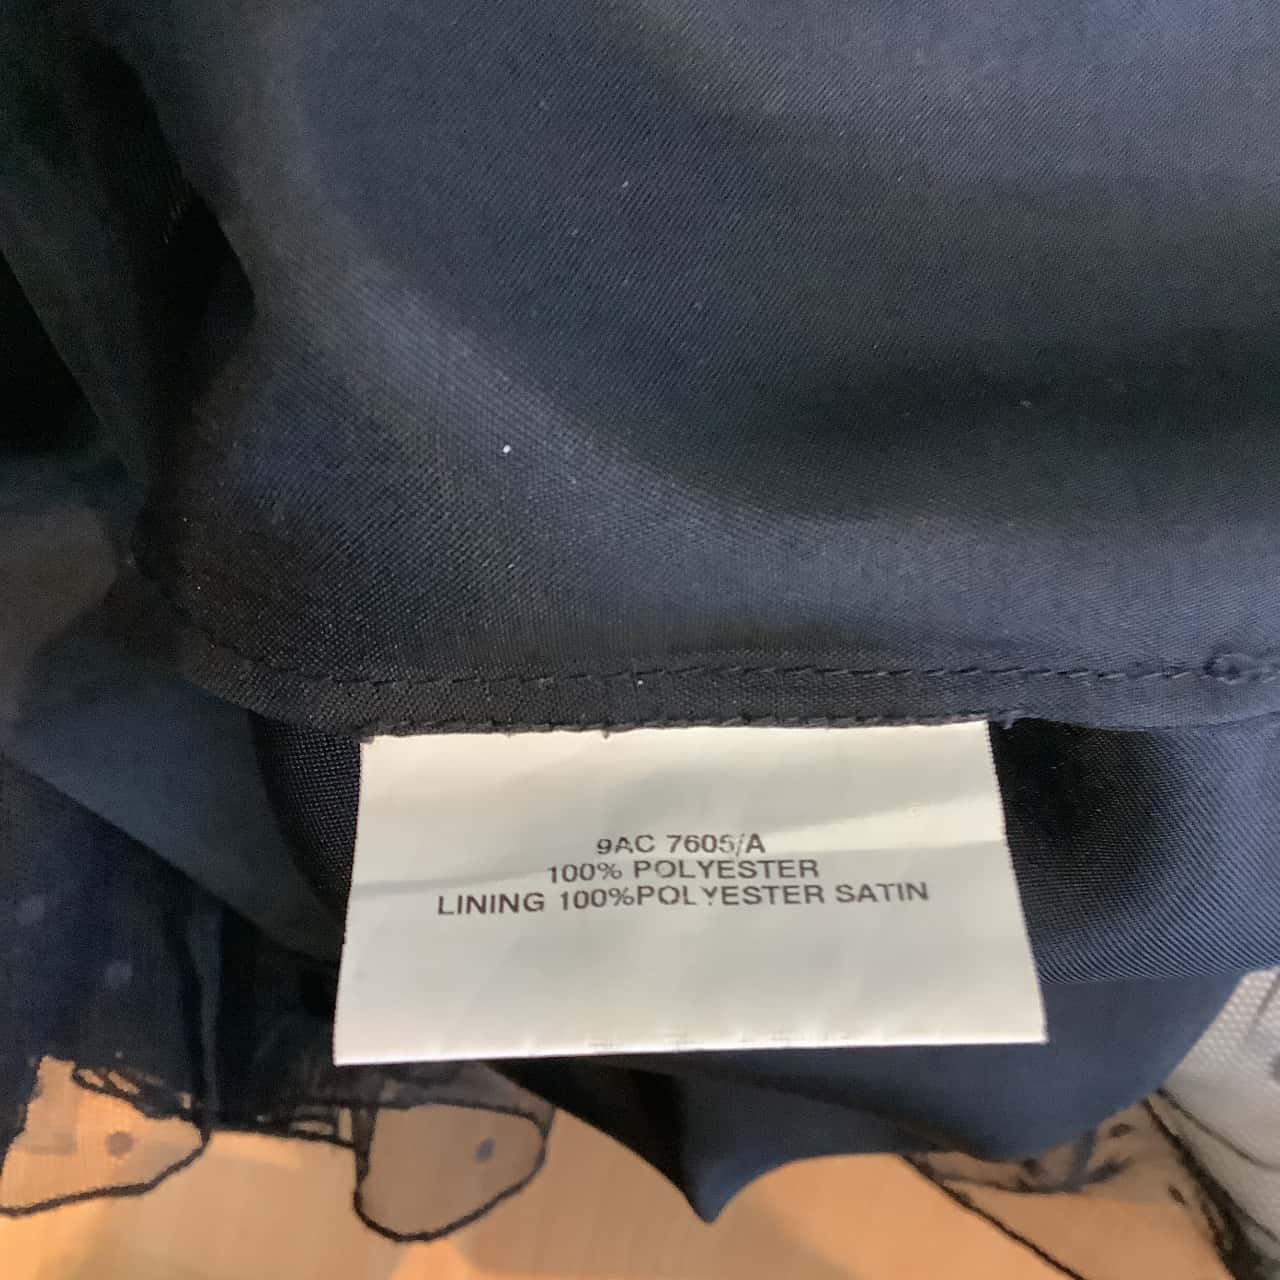 9AC 7605/A
100% POLYESTER
LINING 100%POLYESTER SATIN